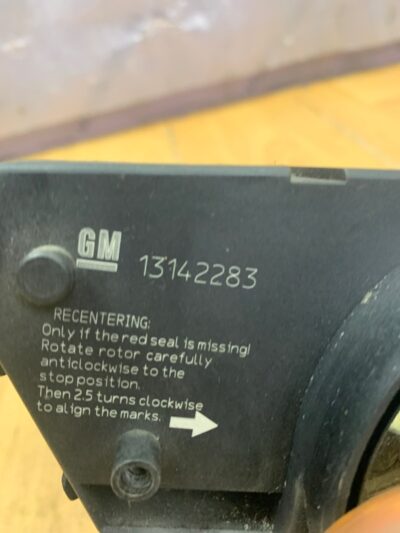 GM 13142283
RECENTERING:
Only if the red seal is missing!
Rotate rotor carefully
anticlockwise to the
stop position.
Then 2.5 turns clockwise
to align the marks.